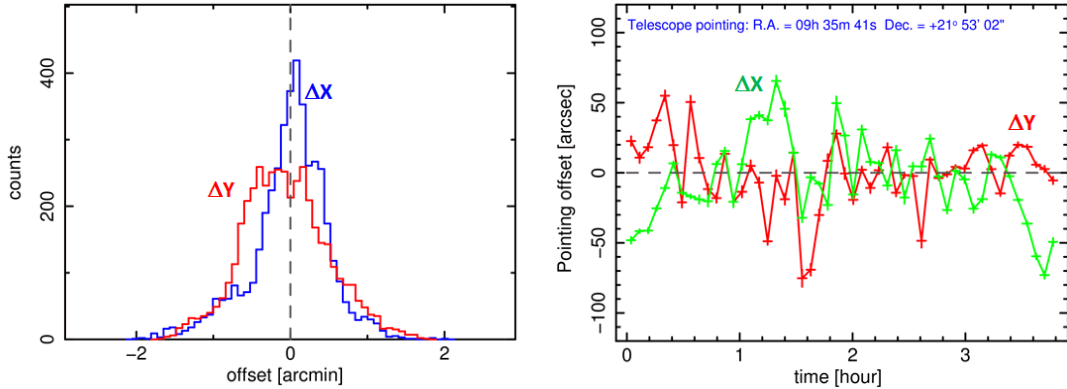 400
200
0
counts
ΔX
ΔY
−2
0
2
offset [arcmin]
Telescope pointing: R.A. = 09h 35m 41s Dec. = +21° 53' 02"
100
50
0
−50
−100
Pointing offset [arcsec]
ΔX
ΔY
0
1
2
3
time [hour]